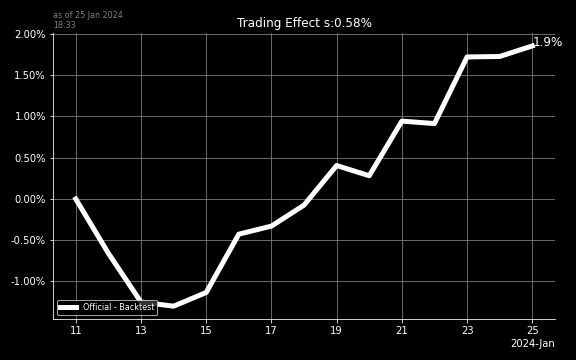 as of 25 Jan 2024
18:33
Trading Effect s:0.58%
2.00%
1.9%
1.50%
1.00%
0.50%
0.00%
-0.50%
-1.00%
Official - Backtest
11 13 15 17 19 21 23 25
2024-Jan